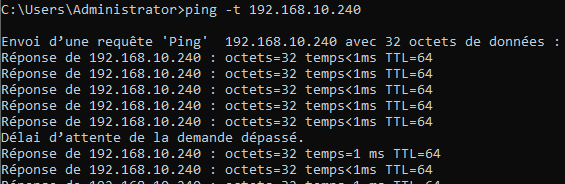 C:\Users\Administrator>ping -t 192.168.10.240
Envoi d’une requête 'Ping'  192.168.10.240 avec 32 octets de données :
Réponse de 192.168.10.240 : octets=32 temps<1ms TTL=64
Réponse de 192.168.10.240 : octets=32 temps<1ms TTL=64
Réponse de 192.168.10.240 : octets=32 temps<1ms TTL=64
Réponse de 192.168.10.240 : octets=32 temps<1ms TTL=64
Délai d’attente de la demande dépassé.
Réponse de 192.168.10.240 : octets=32 temps=1 ms TTL=64
Réponse de 192.168.10.240 : octets=32 temps<1ms TTL=64
Réponse de 192.168.10.240 : octets=32 temps=1 ms TTL=64